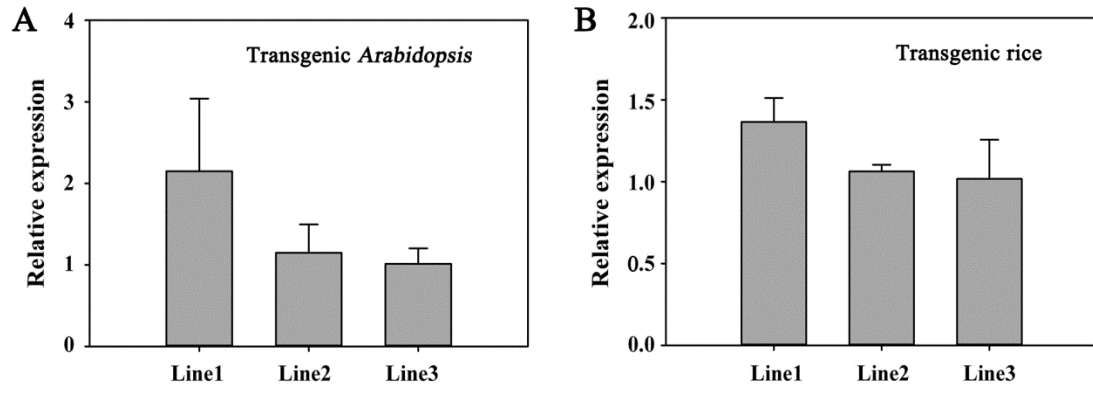 A
Transgenic Arabidopsis
Relative expression
4
3
2
1
0
Line1 Line2 Line3
B
Transgenic rice
Relative expression
2.0
1.5
1.0
0.5
0.0
Line1 Line2 Line3